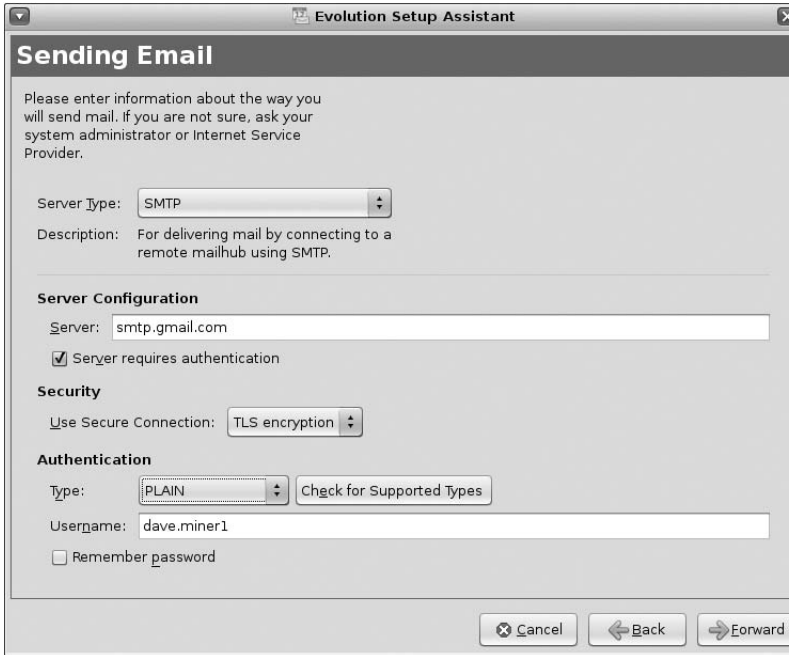 Evolution Setup Assistant
Sending Email
Please enter information about the way you
will send mail. If you are not sure, ask your
system administrator or Internet Service
Provider.
Server Type: SMTP
Description: For delivering mail by connecting to a
remote mailhub using SMTP.
Server Configuration
Server: smtp.gmail.com
Server requires authentication
Security
Use Secure Connection: TLS encryption
Authentication
Type: PLAIN Check for Supported Types
Username: dave.miner1
Remember password
Cancel Back Forward